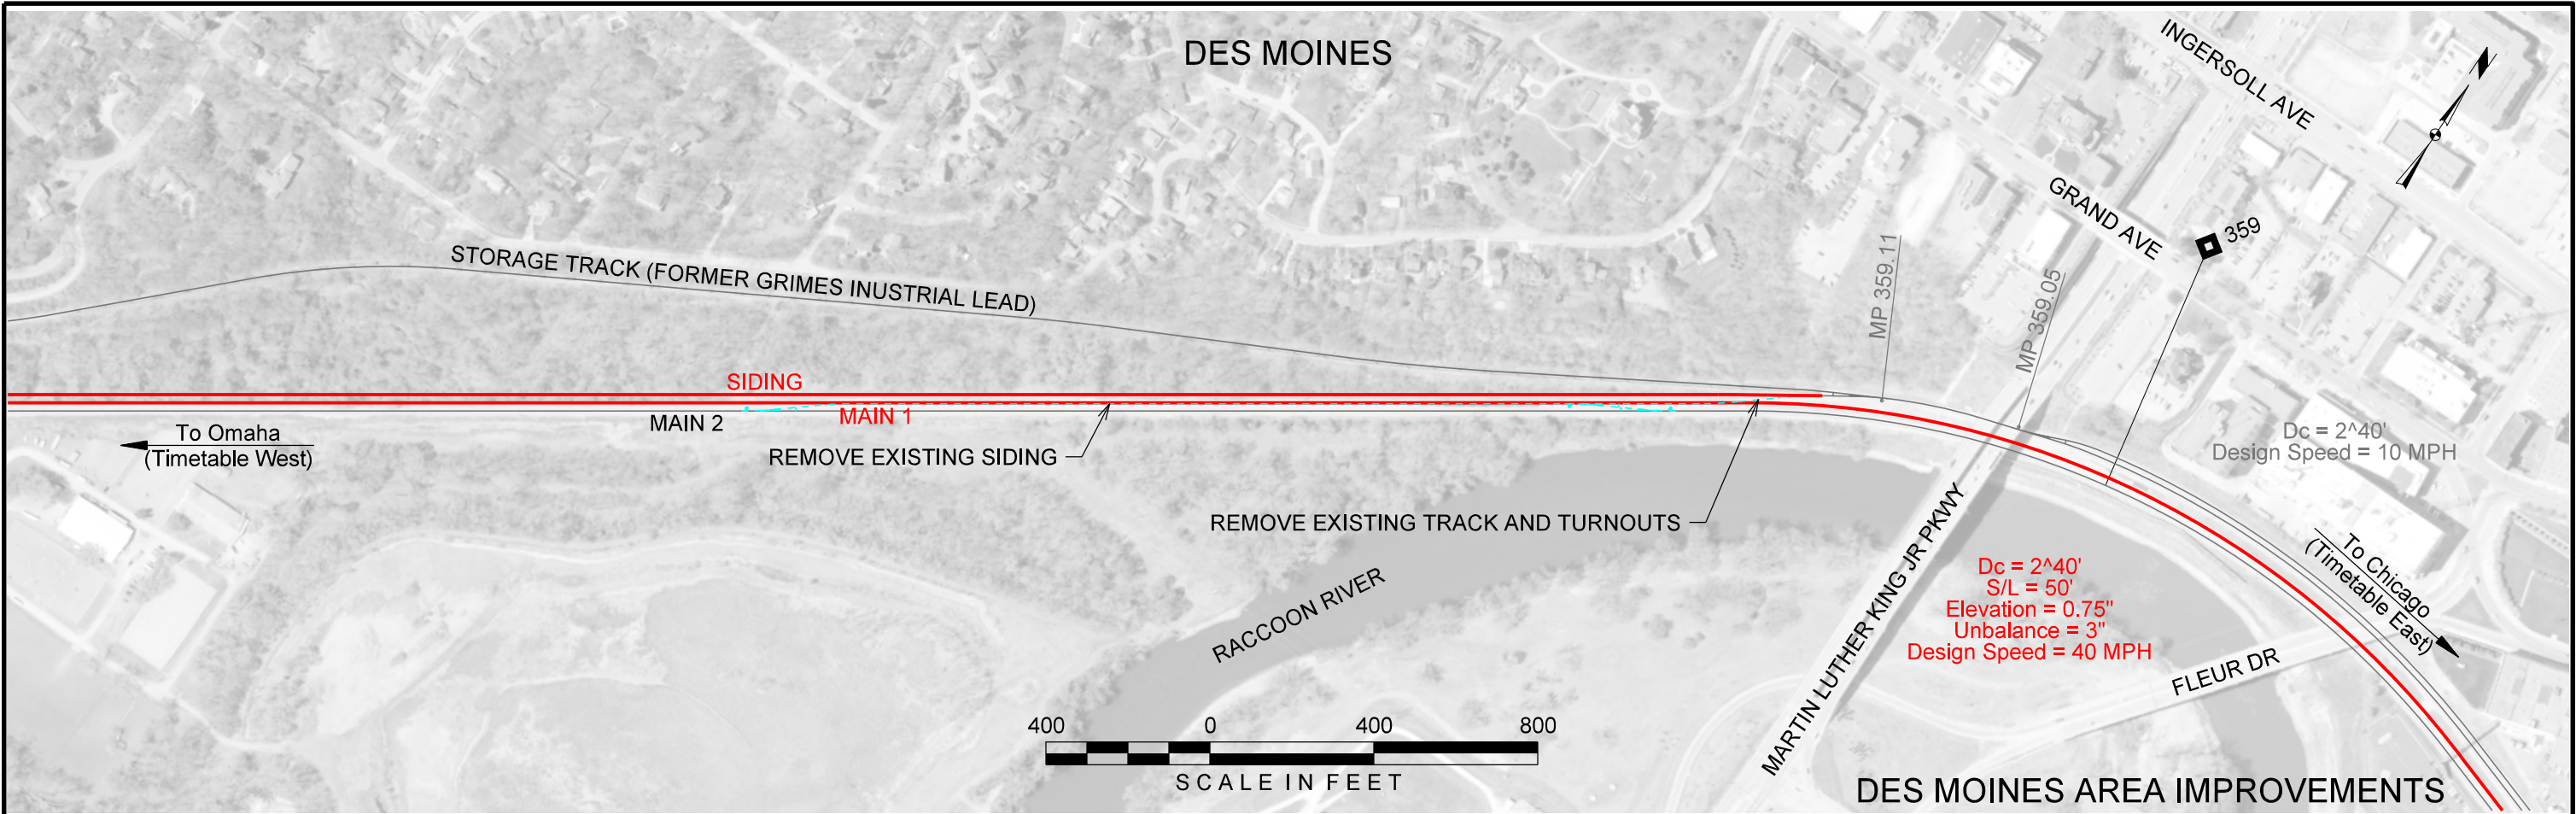 DES MOINES
INGERSOLL AVE
GRAND AVE
359
STORAGE TRACK (FORMER GRIMES INUSTRIAL LEAD)
MP 359.11
MP 359.05
SIDING
MAIN 2
MAIN 1
To Omaha
(Timetable West)
REMOVE EXISTING SIDING
REMOVE EXISTING TRACK AND TURNOUTS
Dc = 2^40'
Design Speed = 10 MPH
To Chicago
(Timetable East)
RACCOON RIVER
MARTIN LUTHER KING JR PKWY
Dc = 2^40'
S/L = 50'
Elevation = 0.75"
Unbalance = 3"
Design Speed = 40 MPH
FLEUR DR
400 0 400 800
SCALE IN FEET
DES MOINES AREA IMPROVEMENTS